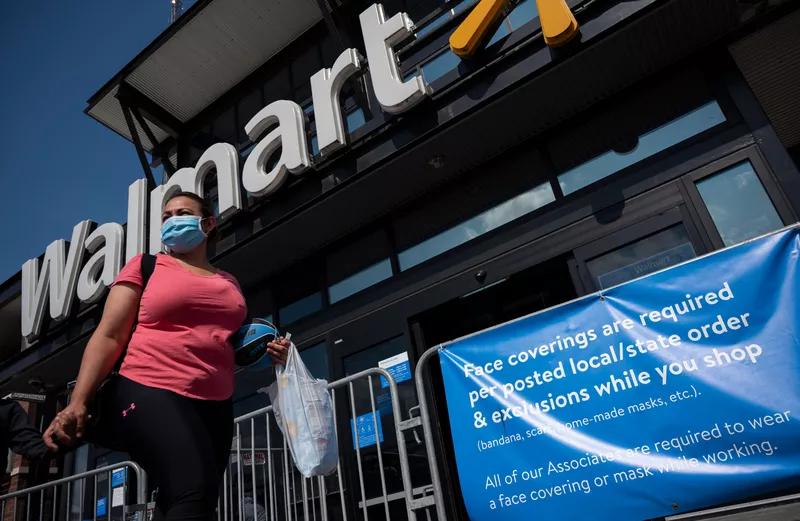 Walmart
Walmart
Face coverings are required
per posted local/state order
& exclusions while you shop
(bandana, scarf, home-made masks, etc.).
All of our Associates are required to wear
a face covering or mask while working.